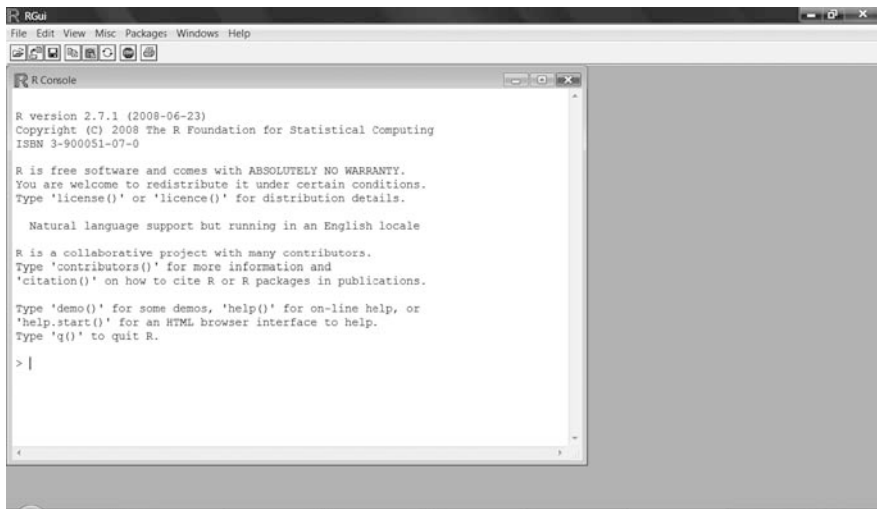 RGui
File Edit View Misc Packages Windows Help
R Console
R version 2.7.1 (2008-06-23)
Copyright (C) 2008 The R Foundation for Statistical Computing
ISBN 3-900051-07-0
R is free software and comes with ABSOLUTELY NO WARRANTY.
You are welcome to redistribute it under certain conditions.
Type 'license()' or 'licence()' for distribution details.
Natural language support but running in an English locale
R is a collaborative project with many contributors.
Type 'contributors()' for more information and
'citation()' on how to cite R or R packages in publications.
Type 'demo()' for some demos, 'help()' for on-line help, or
'help.start()' for an HTML browser interface to help.
Type 'q()' to quit R.
>